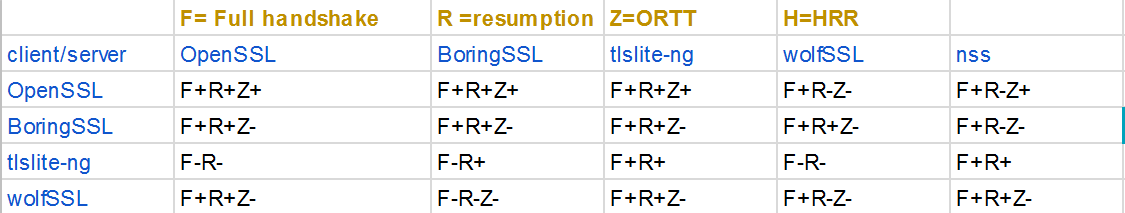 F= Full handshake R =resumption Z=ORTT H=HRR
client/server OpenSSL BoringSSL tlslite-ng wolfSSL nss
OpenSSL F+R+Z+ F+R+Z+ F+R+Z+ F+R-Z- F+R-Z+
BoringSSL F+R+Z- F+R+Z- F+R+Z- F+R+Z- F+R-Z-
tlslite-ng F-R- F-R+ F+R+ F-R- F+R+
wolfSSL F+R+Z- F-R-Z- F+R+Z- F+R-Z- F+R+Z-